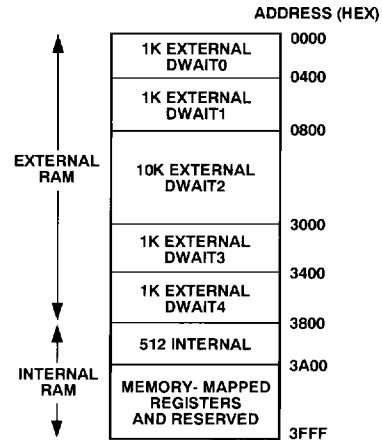 ADDRESS (HEX)
0000
1K EXTERNAL
DWAIT0
0400
1K EXTERNAL
DWAIT1
0800
EXTERNAL
RAM
10K EXTERNAL
DWAIT2
3000
1K EXTERNAL
DWAIT3
3400
1K EXTERNAL
DWAIT4
3800
512 INTERNAL
3A00
INTERNAL
RAM
MEMORY- MAPPED
REGISTERS
AND RESERVED
3FFF